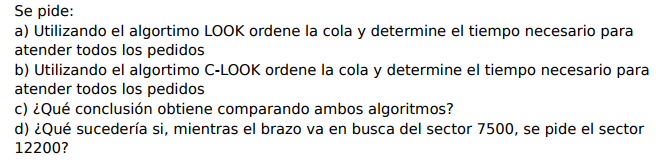 Se pide:
a) Utilizando el algortimo LOOK ordene la cola y determine el tiempo necesario para
atender todos los pedidos
b) Utilizando el algortimo C-LOOK ordene la cola y determine el tiempo necesario para
atender todos los pedidos
c) ¿Qué conclusión obtiene comparando ambos algoritmos?
d) ¿Qué sucedería si, mientras el brazo va en busca del sector 7500, se pide el sector
12200?